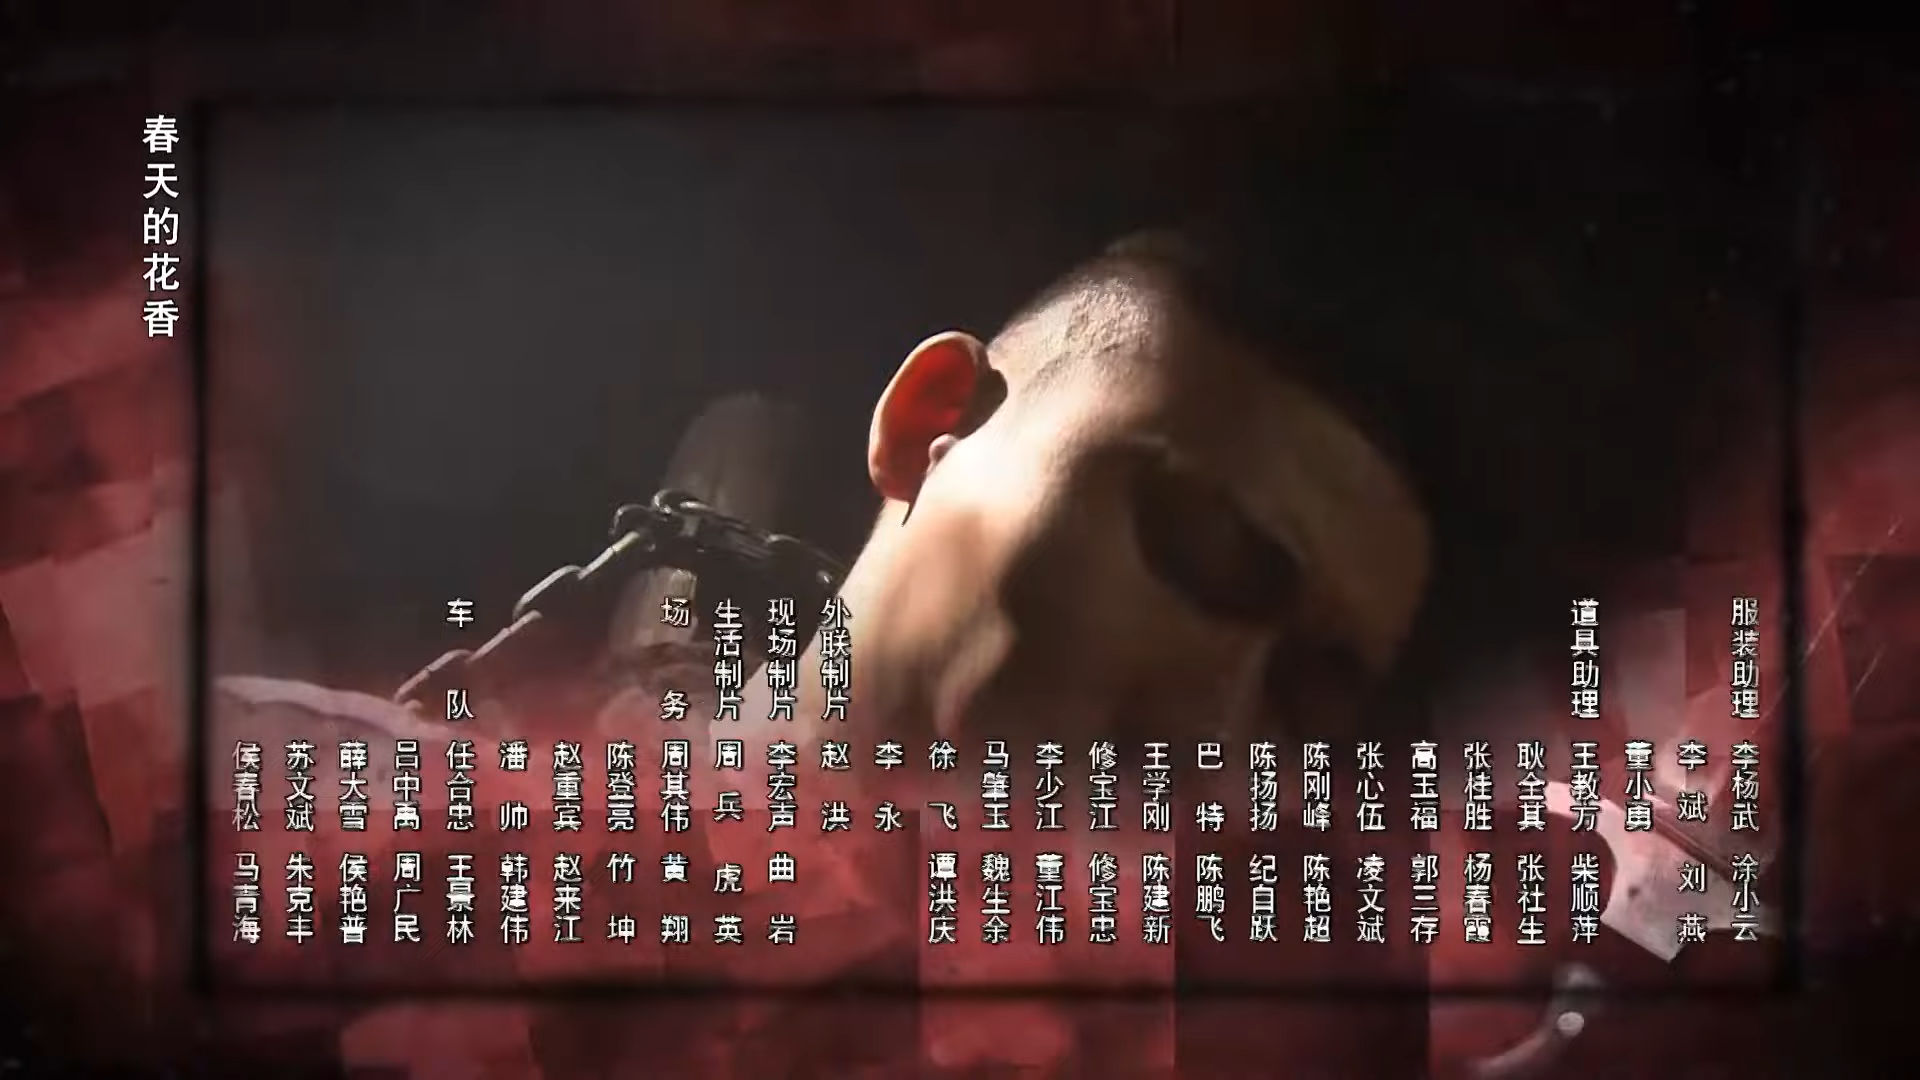 春天的花香
服装助理 李杨武 涂小云
李斌 刘燕
董小勇
道具助理 王教方 柴顺萍
耿全其 张社生
张桂胜 杨春霞
高玉福 郭三存
张心伍 凌文斌
陈刚峰 陈艳超
陈扬扬 纪自跃
巴特 陈鹏飞
王学刚 陈建新
修宝江 修宝忠
李少江 董江伟
马肇玉 魏生余
徐飞 谭洪庆
李永
外联制片 赵洪
现场制片 李宏声 曲岩
生活制片 周兵 虎英
场务 周其伟 黄翔
陈登亮 竹坤
赵重宾 赵来江
潘帅 韩建伟
车队 任合忠 王景林
吕中禹 周广民
薛大雪 侯艳普
苏文斌 朱克丰
侯春松 马青海